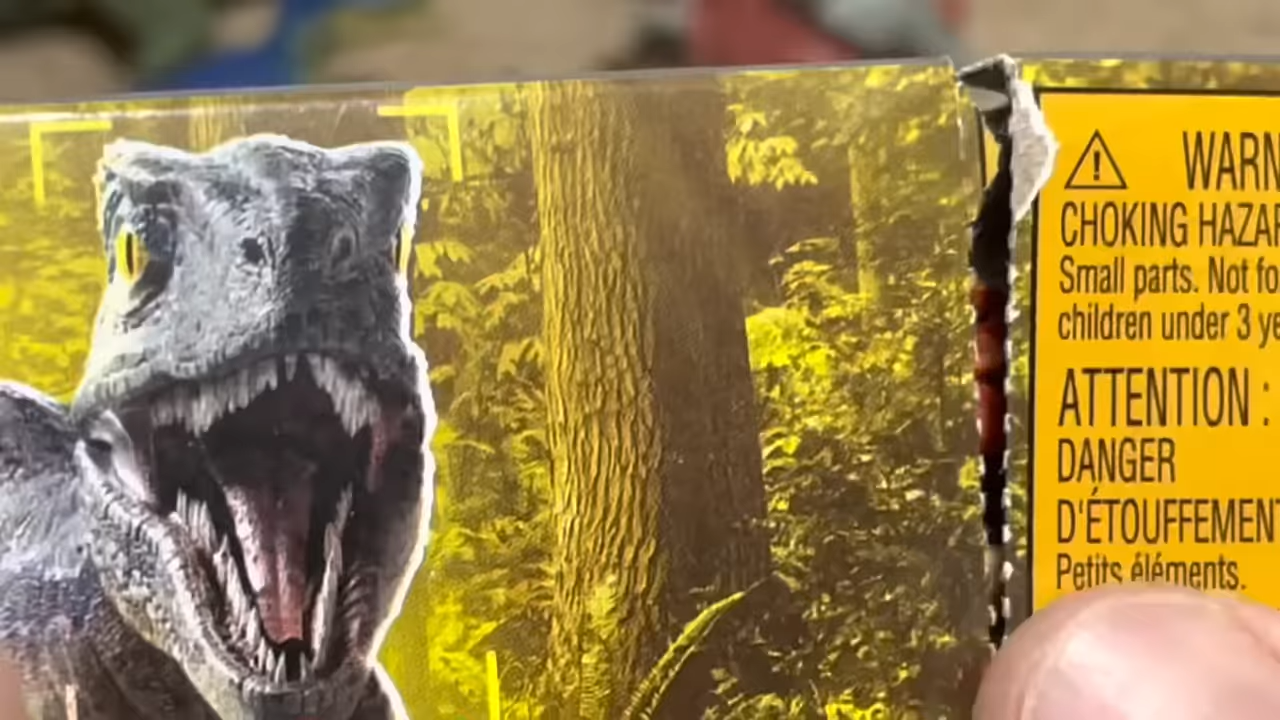 WARN
CHOKING HAZAR
Small parts. Not fo
children under 3 ye
ATTENTION :
DANGER
D'ÉTOUFFEMENT
Petits éléments.